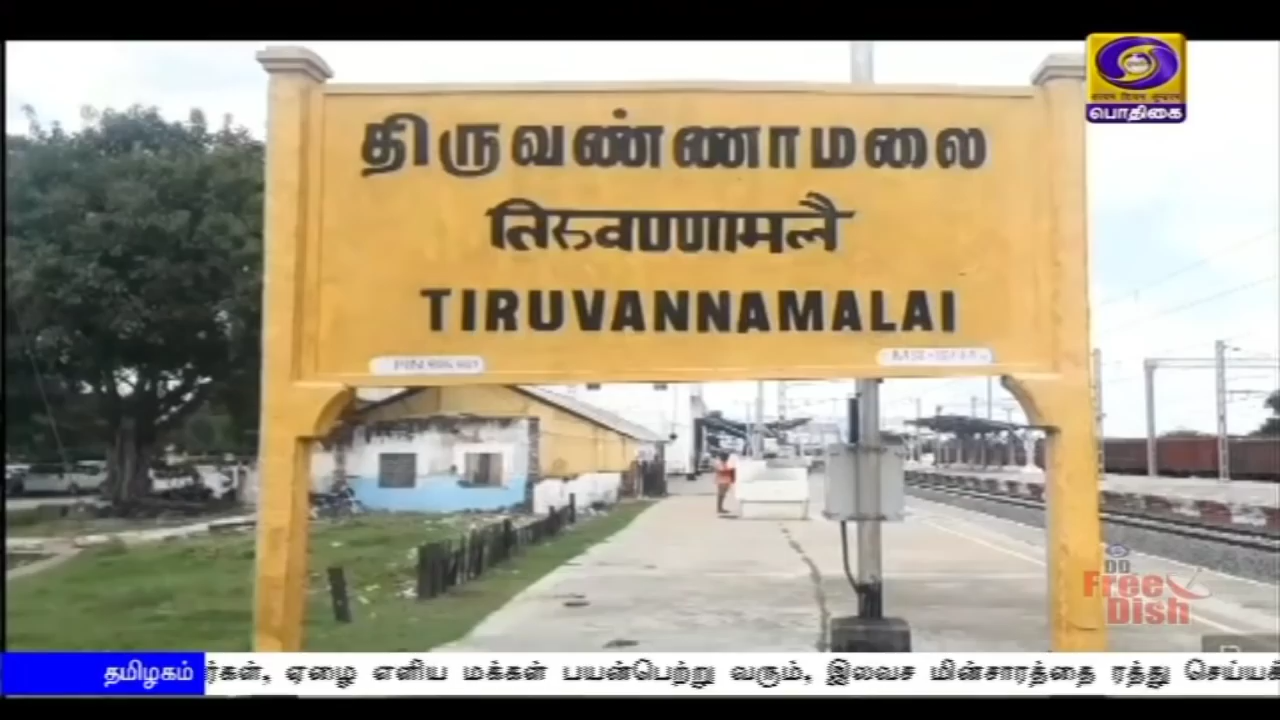 திருவண்ணாமலை
तिरुवण्णामलै
TIRUVANNAMALAI
பொதிகை
DD
Free
Dish
தமிழகம்
ர்கள், ஏழை எளிய மக்கள் பயன்பெற்று வரும், இலவச மின்சாரத்தை ரத்து செய்யக்